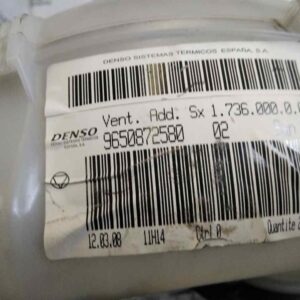 DENSO SISTEMAS TERMICOS ESPAÑA, S.A.
Vent. Add. Sx 1.736.000.0.
DENSO
9650872580 02
12.03.08 11H14 Ctrl.0 Quantite